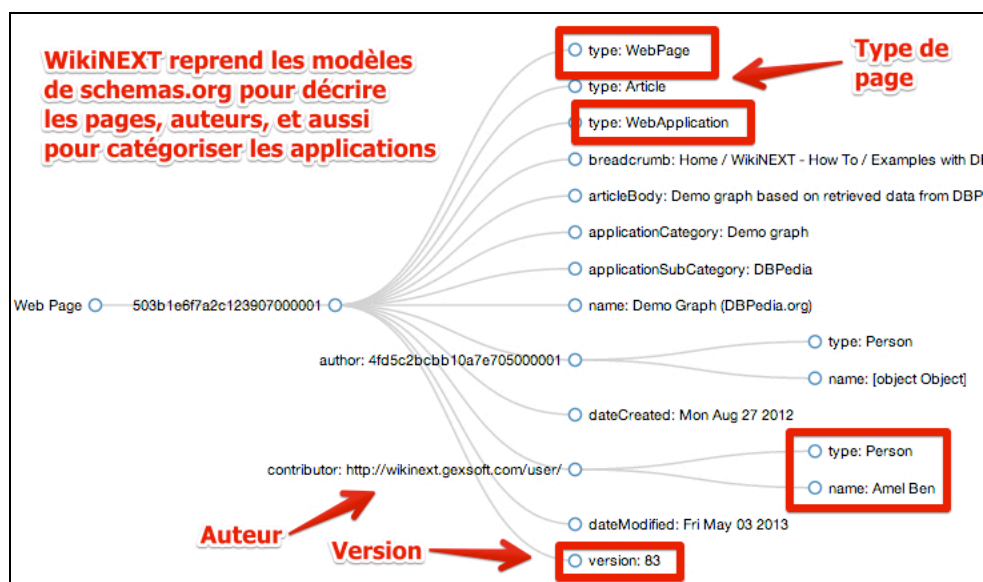 WikiNEXT reprend les modèles
de schemas.org pour décrire
les pages, auteurs, et aussi
pour catégoriser les applications
type: WebPage
Type de
page
type: Article
type: WebApplication
breadcrumb: Home / WikiNEXT - How To / Examples with
articleBody: Demo graph based on retrieved data from
applicationCategory: Demo graph
applicationSubCategory: DBPedia
Web Page
503b1e6f7a2c123907000001
name: Demo Graph (DBPedia.org)
author: 4fd5c2bcbb10a7e705000001
type: Person
name: [object Object]
dateCreated: Mon Aug 27 2012
contributor: http://wikinext.gexsoft.com/user/
type: Person
name: Amel Ben
Auteur
dateModified: Fri May 03 2013
Version
version: 83